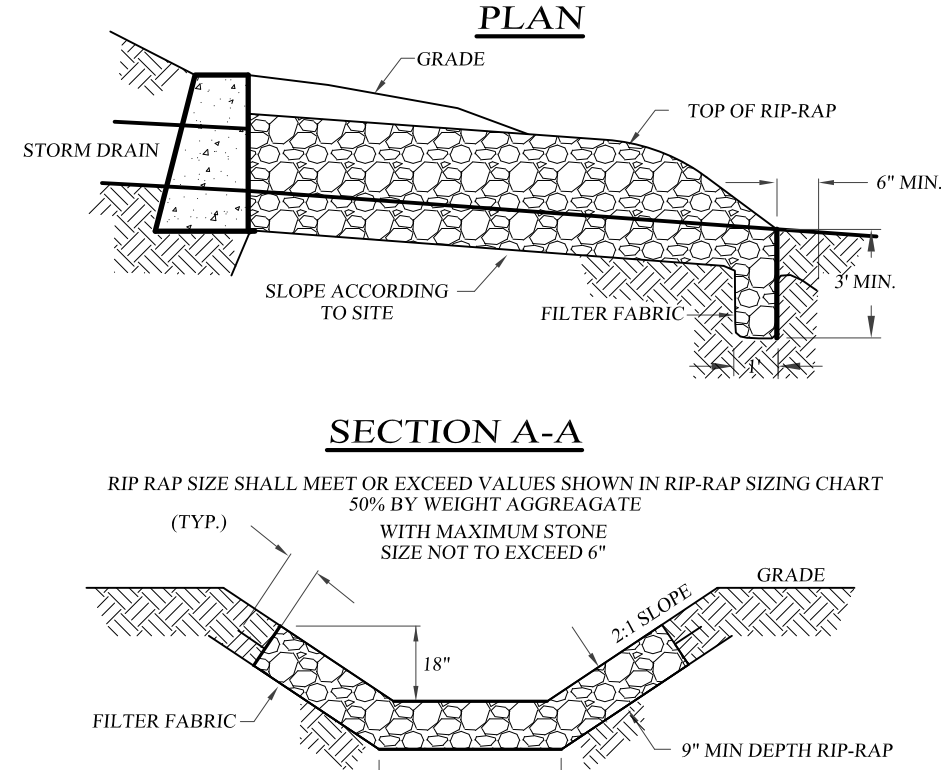 PLAN
GRADE
TOP OF RIP-RAP
STORM DRAIN
6" MIN.
3' MIN.
SLOPE ACCORDING
TO SITE
FILTER FABRIC
1'
SECTION A-A
RIP RAP SIZE SHALL MEET OR EXCEED VALUES SHOWN IN RIP-RAP SIZING CHART
50% BY WEIGHT AGGREAGATE
(TYP.)
WITH MAXIMUM STONE
SIZE NOT TO EXCEED 6"
GRADE
2:1 SLOPE
18"
FILTER FABRIC
9" MIN DEPTH RIP-RAP